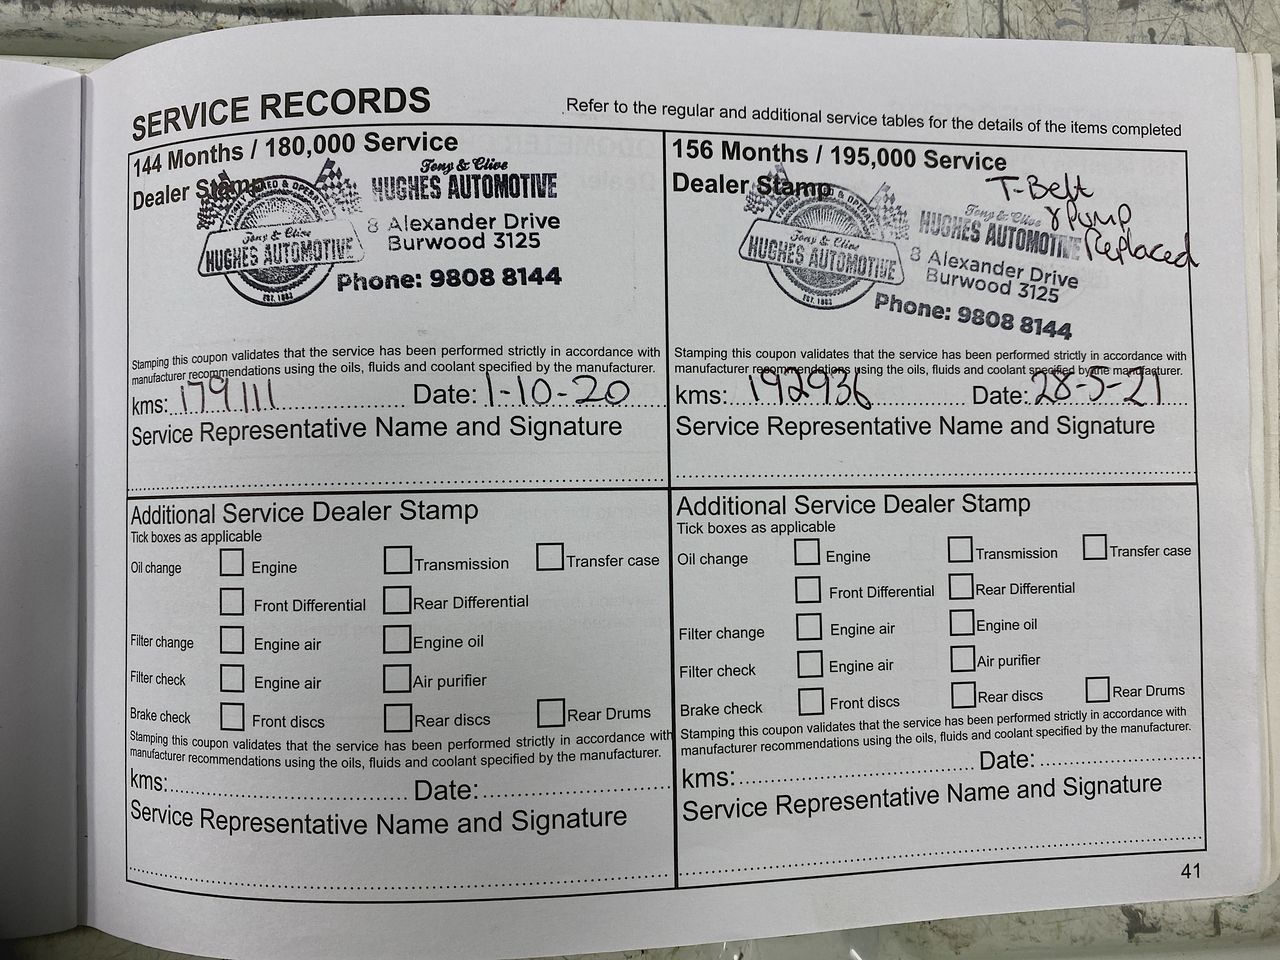 SERVICE RECORDS
Refer to the regular and additional service tables for the details of the items completed
144 Months / 180,000 Service
Dealer Stamp
Tony & Clive
HUGHES AUTOMOTIVE
EST. 1983
Tony & Clive
HUGHES AUTOMOTIVE
8 Alexander Drive
Burwood 3125
Phone: 9808 8144
Stamping this coupon validates that the service has been performed strictly in accordance with
manufacturer recommendations using the oils, fluids and coolant specified by the manufacturer.
kms: 179111 Date: 1-10-20
Service Representative Name and Signature
156 Months / 195,000 Service
Dealer Stamp
T-Belt
& Pump
Replaced
Tony & Clive
HUGHES AUTOMOTIVE
EST. 1983
Tony & Clive
HUGHES AUTOMOTIVE
8 Alexander Drive
Burwood 3125
Phone: 9808 8144
Stamping this coupon validates that the service has been performed strictly in accordance with
manufacturer recommendations using the oils, fluids and coolant specified by the manufacturer.
kms: 192936 Date: 28-5-21
Service Representative Name and Signature
Additional Service Dealer Stamp
Tick boxes as applicable
Oil change Engine Transmission Transfer case
Front Differential Rear Differential
Filter change Engine air Engine oil
Filter check Engine air Air purifier
Brake check Front discs Rear discs Rear Drums
Stamping this coupon validates that the service has been performed strictly in accordance with
manufacturer recommendations using the oils, fluids and coolant specified by the manufacturer.
kms: Date:
Service Representative Name and Signature
Additional Service Dealer Stamp
Tick boxes as applicable
Oil change Engine Transmission Transfer case
Front Differential Rear Differential
Filter change Engine air Engine oil
Filter check Engine air Air purifier
Brake check Front discs Rear discs Rear Drums
Stamping this coupon validates that the service has been performed strictly in accordance with
manufacturer recommendations using the oils, fluids and coolant specified by the manufacturer.
kms: Date:
Service Representative Name and Signature
41